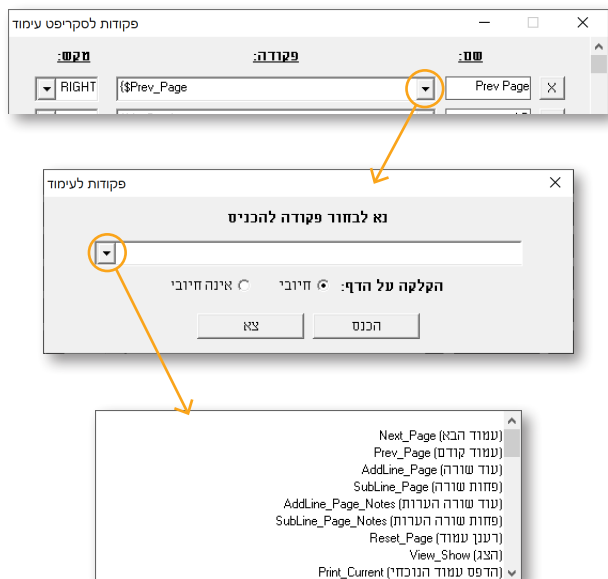 פקודות לסקריפט עימוד
שם: פקודה: מקש:
Prev Page {$Prev_Page RIGHT
פקודות לעימוד
נא לבחור פקודה להכניס
הקלקה על הדף: חיובי אינה חיובי
הכנס צא
Next_Page (עמוד הבא)
Prev_Page (עמוד קודם)
AddLine_Page (עוד שורה)
SubLine_Page (פחות שורה)
AddLine_Page_Notes (עוד שורה הערות)
SubLine_Page_Notes (פחות שורה הערות)
Reset_Page (רענן עמוד)
View_Show (הצג)
Print_Current (הדפס עמוד הנוכחי)